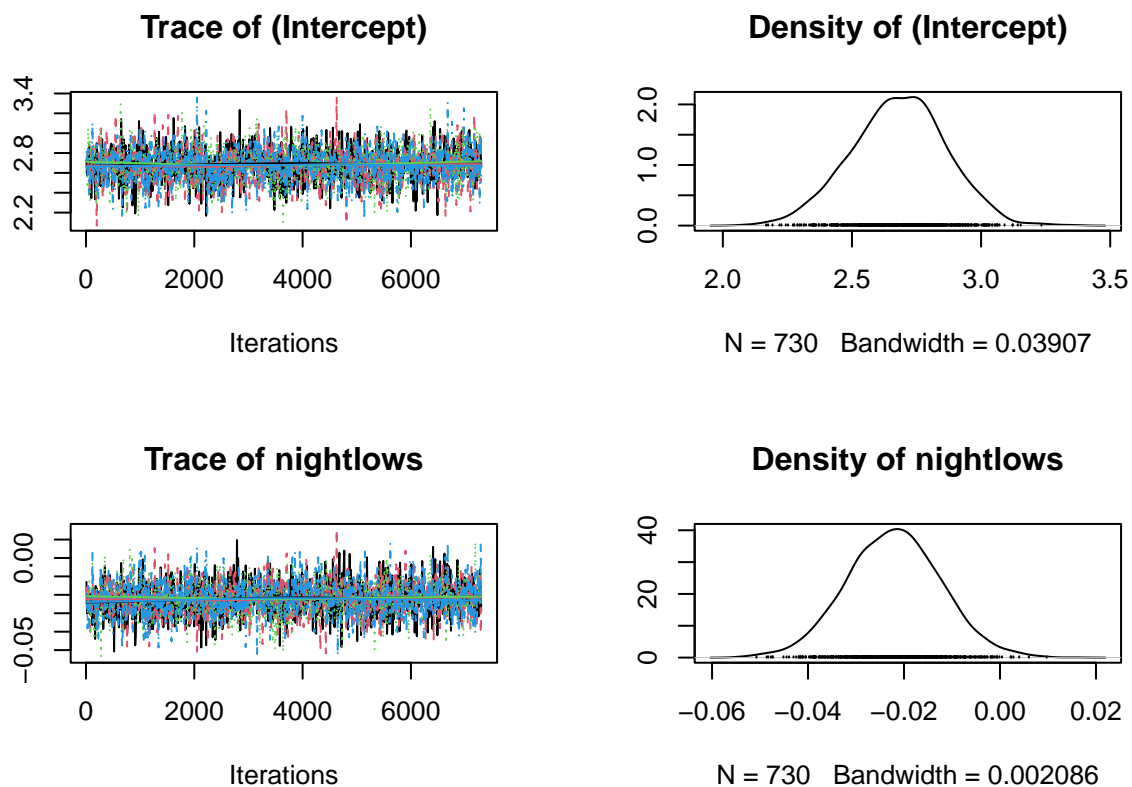 Trace of (Intercept)
3.4
2.8
2.2
0 2000 4000 6000
Iterations
Density of (Intercept)
2.0
1.0
0.0
2.0 2.5 3.0 3.5
N = 730 Bandwidth = 0.03907
Trace of nightlows
0.00
−0.05
0 2000 4000 6000
Iterations
Density of nightlows
40
20
0
−0.06 −0.04 −0.02 0.00 0.02
N = 730 Bandwidth = 0.002086